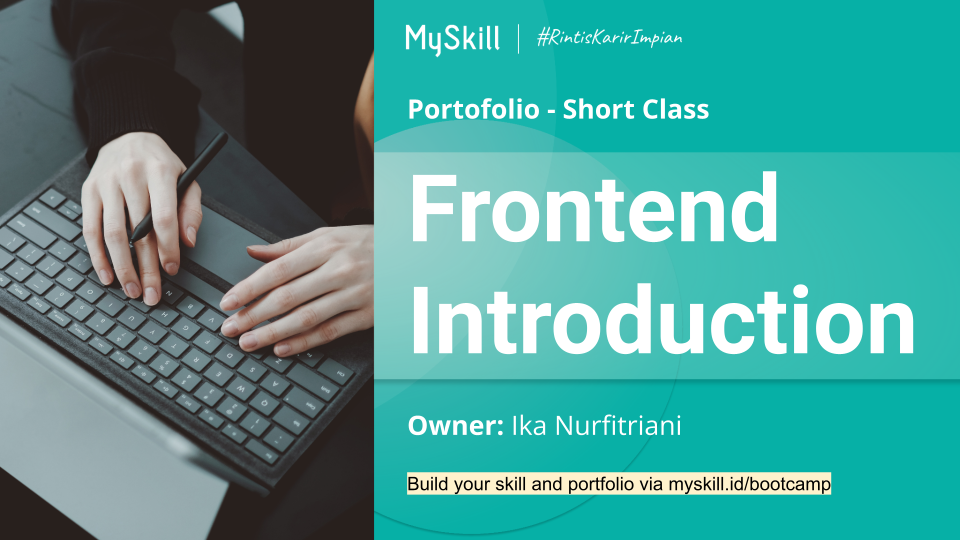 MySkill | #RintisKarirImpian
Portofolio - Short Class
Frontend
Introduction
Owner: Ika Nurfitriani
Build your skill and portfolio via myskill.id/bootcamp